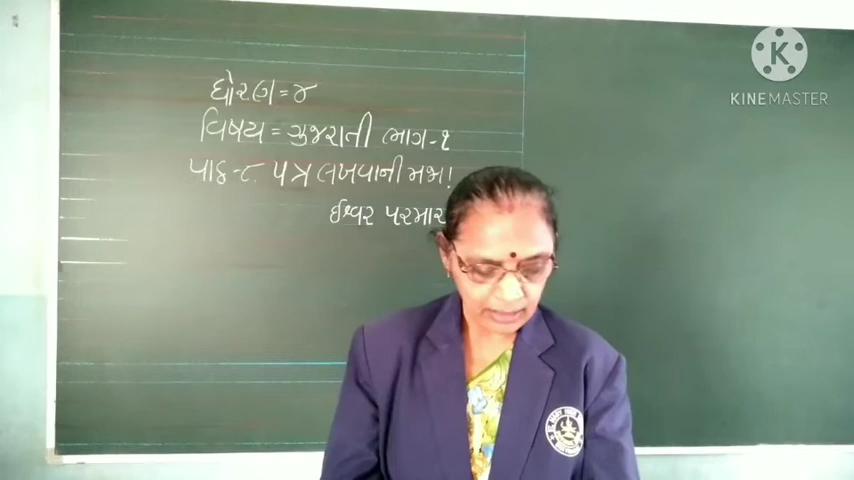 ધોરણ = ૪
વિષય = ગુજરાતી ભાગ-૧
પાઠ-૮. પત્ર લખવાની મજા!
ઈશ્વર પરમાર
K
KINEMASTER